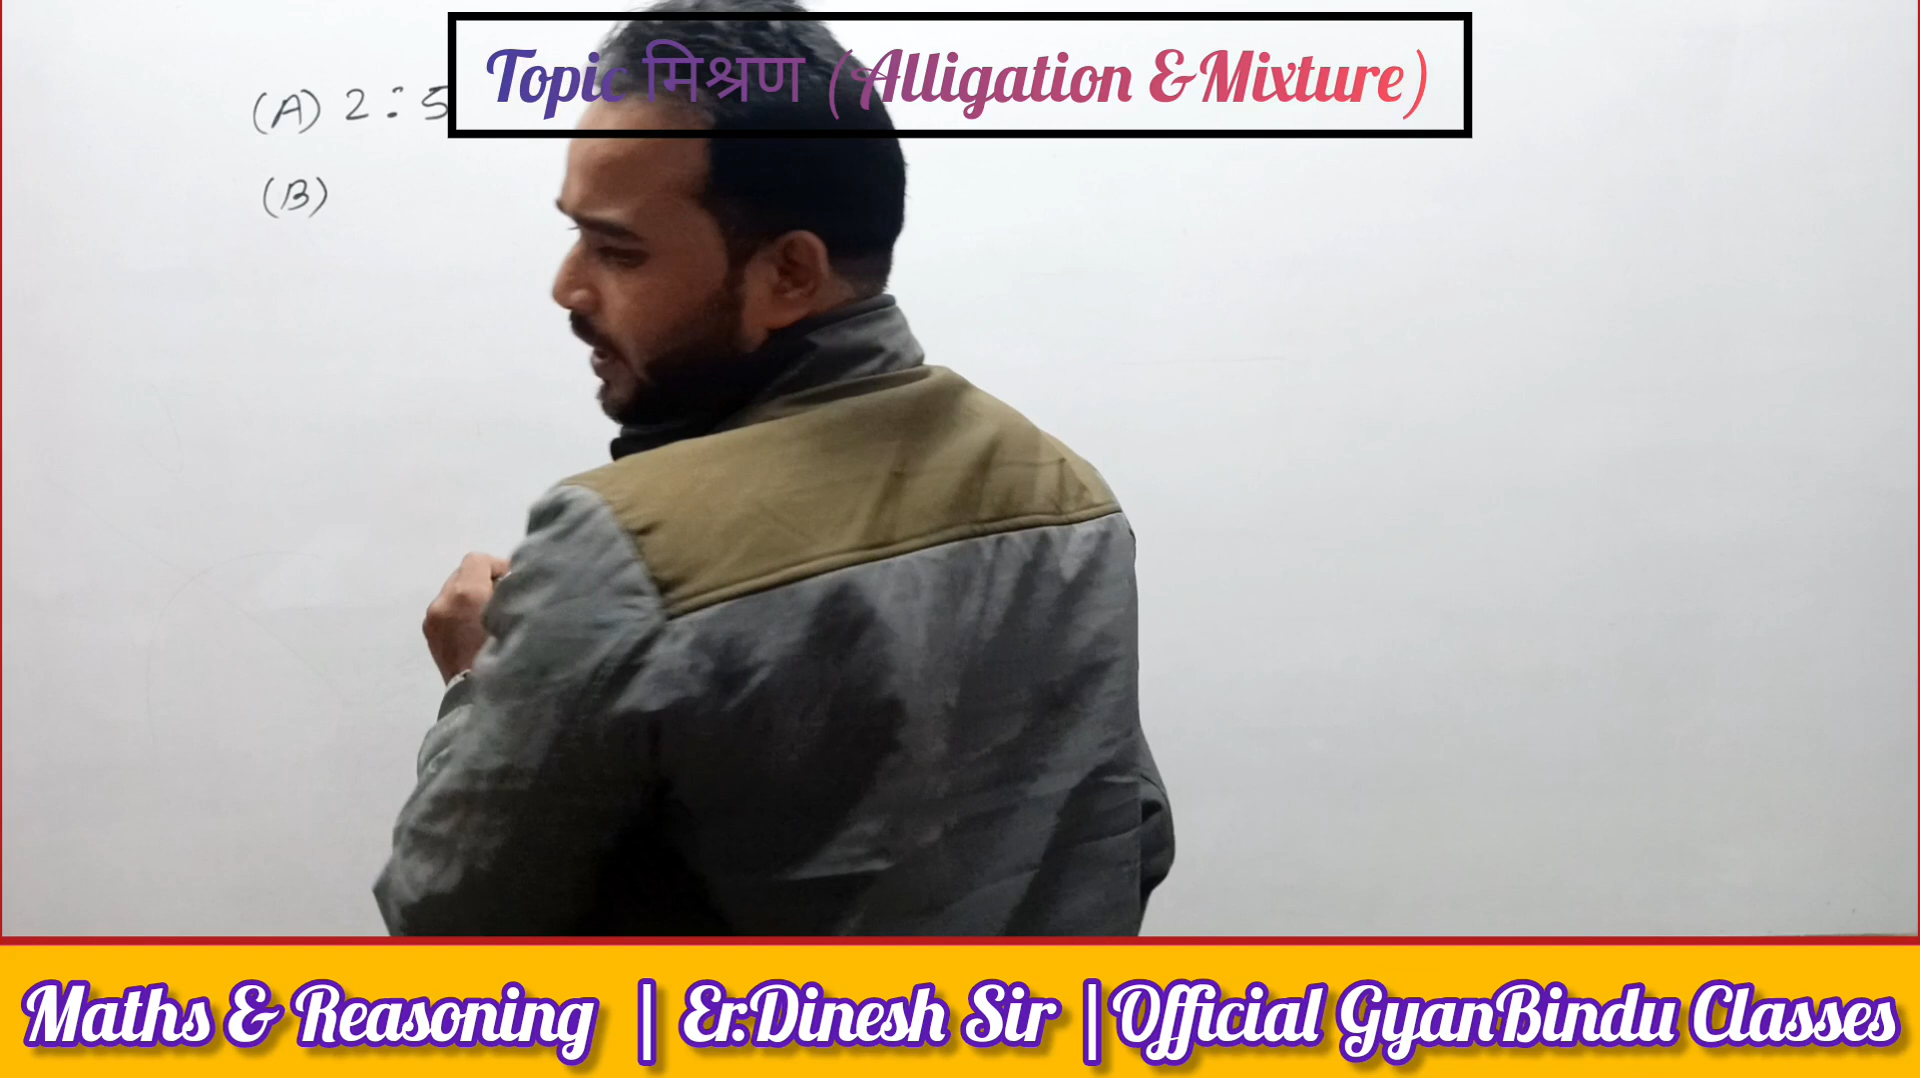 Topic मिश्रण (Alligation &Mixture)
(A) 2 : 5
(B)
Maths & Reasoning | Er.Dinesh Sir |Official GyanBindu Classes